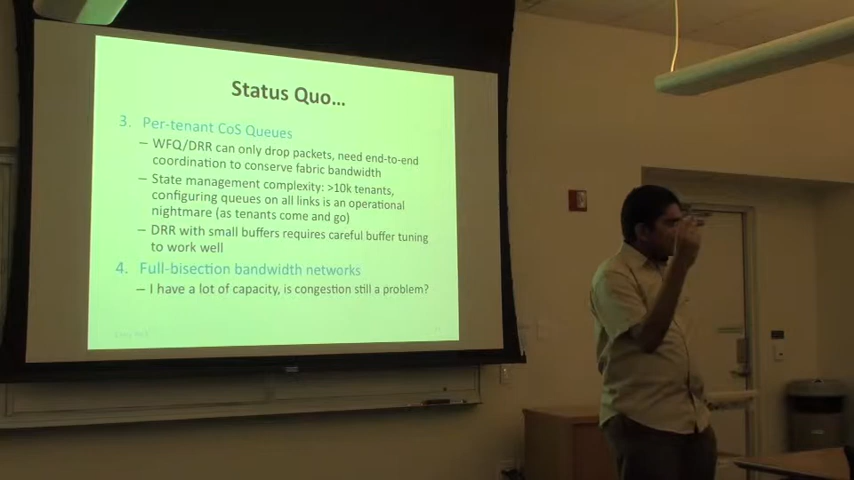 Status Quo...
3. Per-tenant CoS Queues
– WFQ/DRR can only drop packets, need end-to-end
coordination to conserve fabric bandwidth
– State management complexity: >10k tenants,
configuring queues on all links is an operational
nightmare (as tenants come and go)
– DRR with small buffers requires careful buffer tuning
to work well
4. Full-bisection bandwidth networks
– I have a lot of capacity, is congestion still a problem?